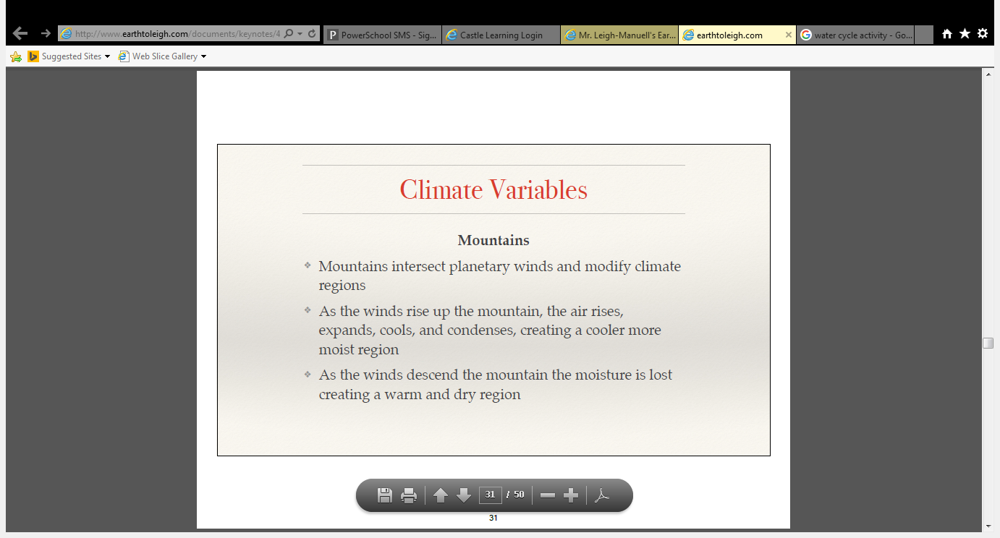 http://www.earthtoleigh.com/documents/keynotes/4
PowerSchool SMS - Sig...
Castle Learning Login
Mr. Leigh-Manuell's Ear...
earthtoleigh.com
water cycle activity - Go...
Suggested Sites
Web Slice Gallery
Climate Variables
Mountains
❖ Mountains intersect planetary winds and modify climate
regions
❖ As the winds rise up the mountain, the air rises,
expands, cools, and condenses, creating a cooler more
moist region
❖ As the winds descend the mountain the moisture is lost
creating a warm and dry region
31 / 50
31